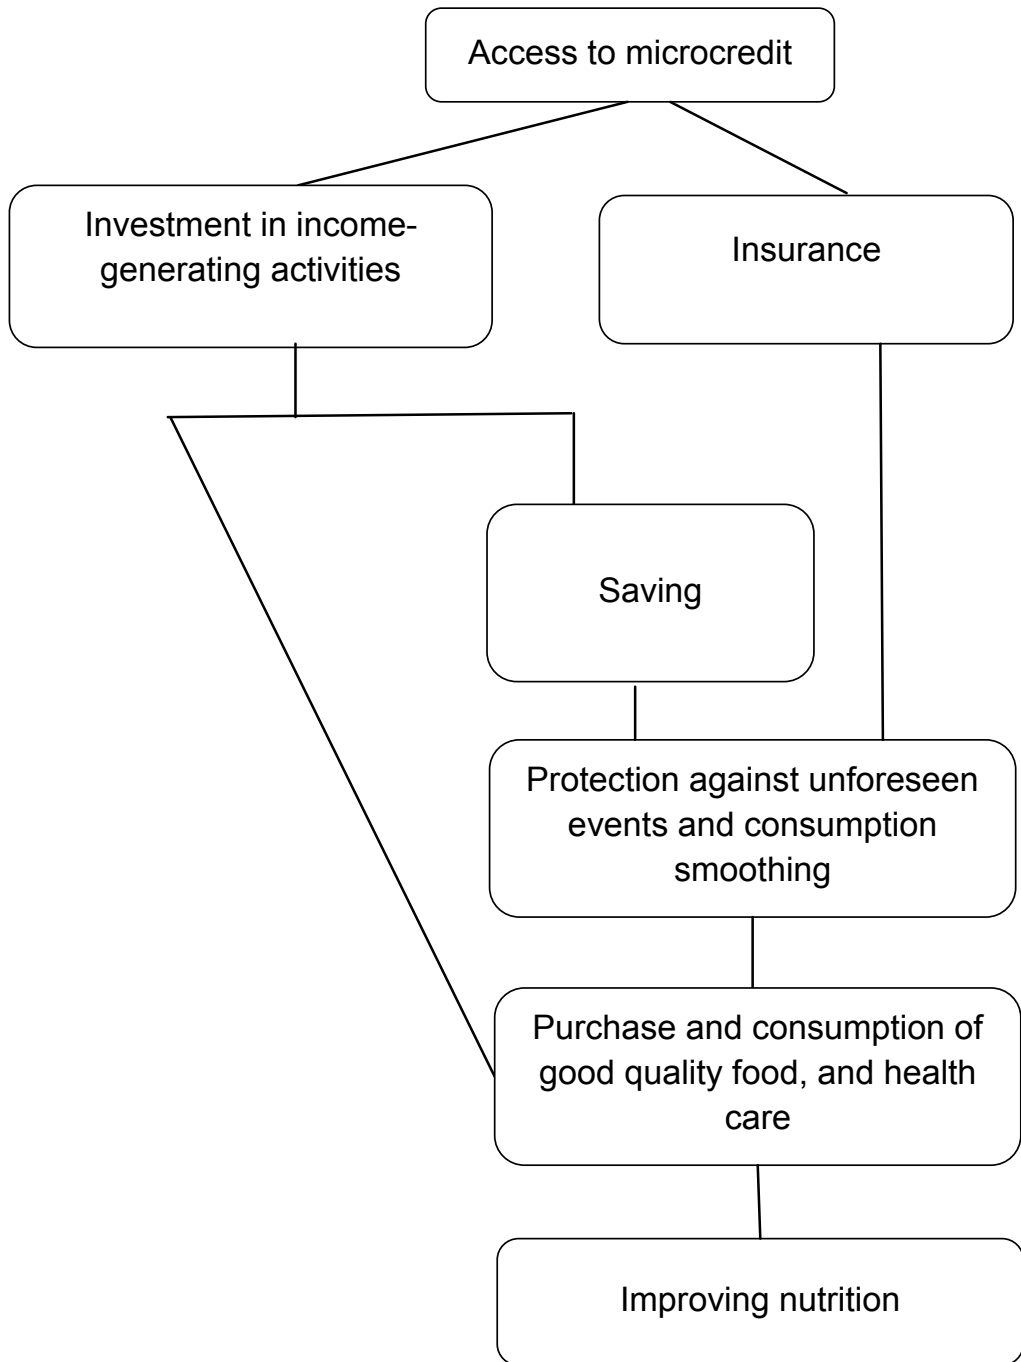 Access to microcredit
Investment in income-
generating activities
Insurance
Saving
Protection against unforeseen
events and consumption
smoothing
Purchase and consumption of
good quality food, and health
care
Improving nutrition